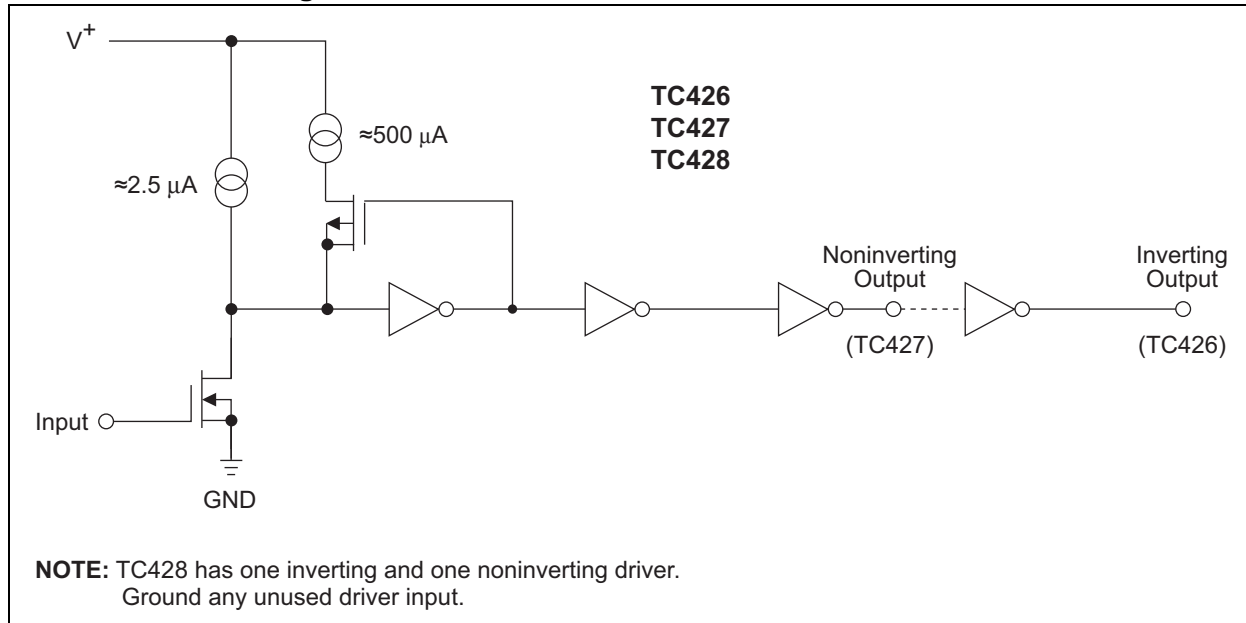 V+
TC426
TC427
TC428
≈500 μA
≈2.5 μA
Noninverting
Output
Inverting
Output
(TC427)
(TC426)
Input
GND
NOTE: TC428 has one inverting and one noninverting driver.
Ground any unused driver input.